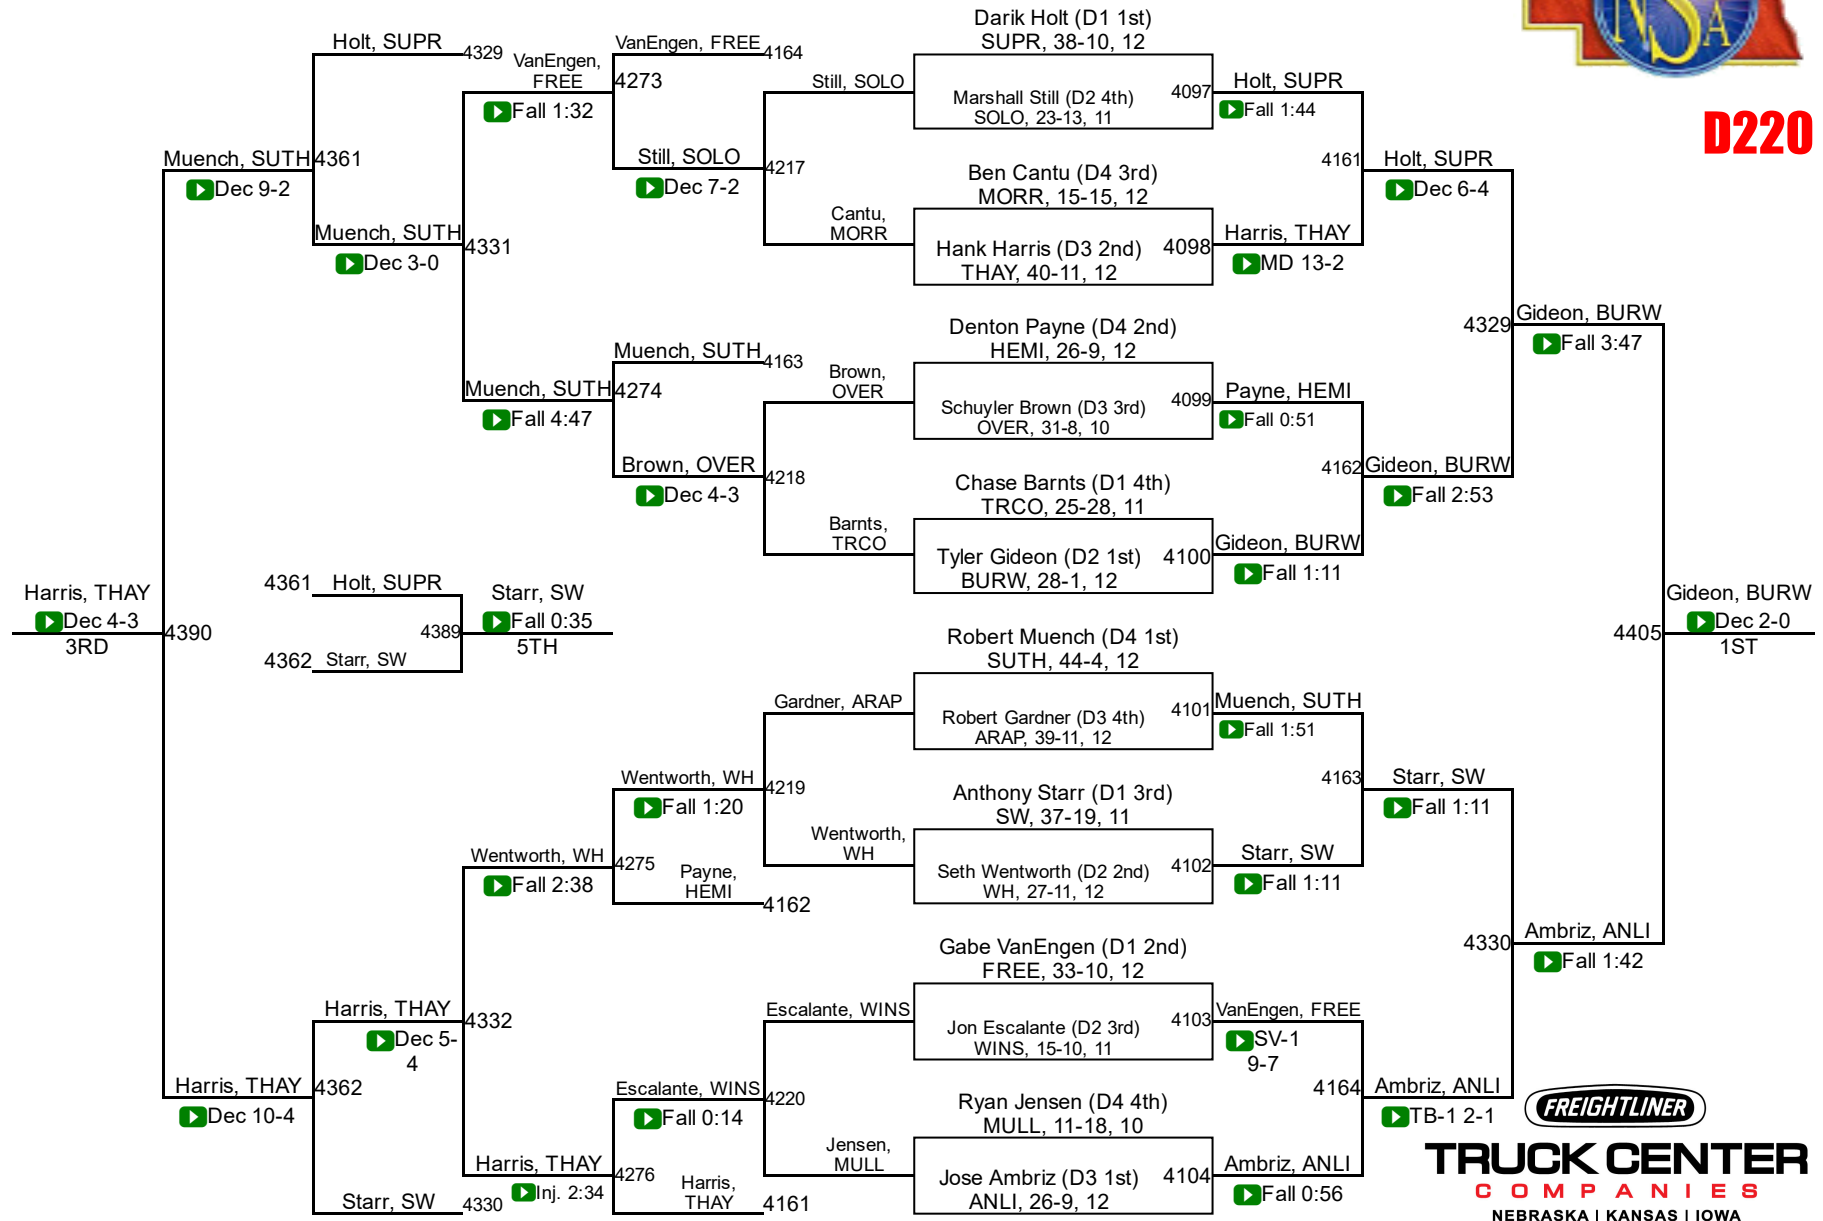 NSA
D220
Darik Holt (D1 1st)
SUPR, 38-10, 12
Marshall Still (D2 4th)
SOLO, 23-13, 11
4097
Ben Cantu (D4 3rd)
MORR, 15-15, 12
Hank Harris (D3 2nd)
THAY, 40-11, 12
4098
Denton Payne (D4 2nd)
HEMI, 26-9, 12
Schuyler Brown (D3 3rd)
OVER, 31-8, 10
4099
Chase Barnts (D1 4th)
TRCO, 25-28, 11
Tyler Gideon (D2 1st)
BURW, 28-1, 12
4100
Robert Muench (D4 1st)
SUTH, 44-4, 12
Robert Gardner (D3 4th)
ARAP, 39-11, 12
4101
Anthony Starr (D1 3rd)
SW, 37-19, 11
Seth Wentworth (D2 2nd)
WH, 27-11, 12
4102
Gabe VanEngen (D1 2nd)
FREE, 33-10, 12
Jon Escalante (D2 3rd)
WINS, 15-10, 11
4103
Ryan Jensen (D4 4th)
MULL, 11-18, 10
Jose Ambriz (D3 1st)
ANLI, 26-9, 12
4104
Holt, SUPR
Fall 1:44
4161
Harris, THAY
MD 13-2
Payne, HEMI
Fall 0:51
4162
Gideon, BURW
Fall 1:11
Muench, SUTH
Fall 1:51
4163
Starr, SW
Fall 1:11
VanEngen, FREE
SV-1
9-7
4164
Ambriz, ANLI
Fall 0:56
Holt, SUPR
Dec 6-4
4329
Gideon, BURW
Fall 2:53
Starr, SW
Fall 1:11
4330
Ambriz, ANLI
TB-1 2-1
Gideon, BURW
Fall 3:47
4405
Ambriz, ANLI
Fall 1:42
Gideon, BURW
Dec 2-0
1ST
Still, SOLO
4217
Cantu,
MORR
Brown,
OVER
4218
Barnts,
TRCO
Gardner, ARAP
4219
Wentworth,
WH
Escalante, WINS
4220
Jensen,
MULL
VanEngen, FREE
4164
4273
Still, SOLO
Dec 7-2
Muench, SUTH
4163
4274
Brown, OVER
Dec 4-3
Wentworth, WH
Fall 1:20
4275
Payne,
HEMI
4162
Escalante, WINS
Fall 0:14
4276
Harris,
THAY
4161
VanEngen,
FREE
Fall 1:32
4331
Muench, SUTH
Fall 4:47
Wentworth, WH
Fall 2:38
4332
Harris, THAY
Inj. 2:34
Holt, SUPR
4329
4361
Muench, SUTH
Dec 3-0
Harris, THAY
Dec 5-
4
4362
Starr, SW
4330
Muench, SUTH
Dec 9-2
4390
Harris, THAY
Dec 10-4
Harris, THAY
Dec 4-3
3RD
4361
Holt, SUPR
4389
4362
Starr, SW
Starr, SW
Fall 0:35
5TH
FREIGHTLINER
TRUCK CENTER
COMPANIES
NEBRASKA | KANSAS | IOWA